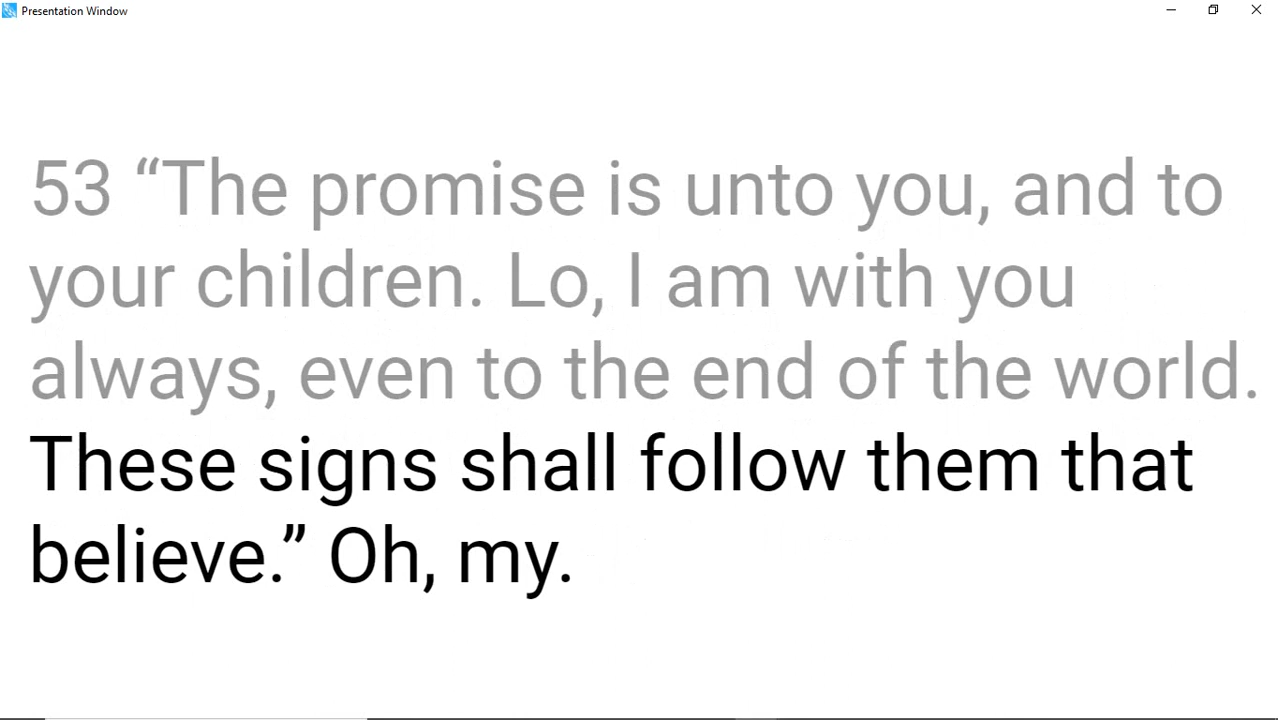 Presentation Window
53 “The promise is unto you, and to
your children. Lo, I am with you
always, even to the end of the world.
These signs shall follow them that
believe.” Oh, my.